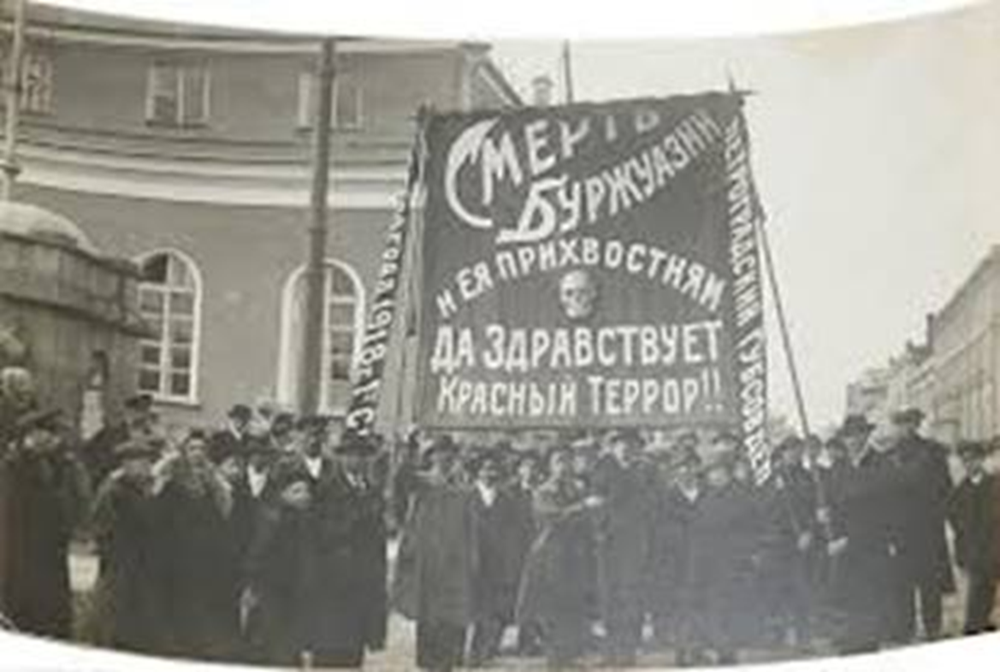 Смерть
Буржуазии
и ея прихвостням
Да Здравствует
Красный Террор!!